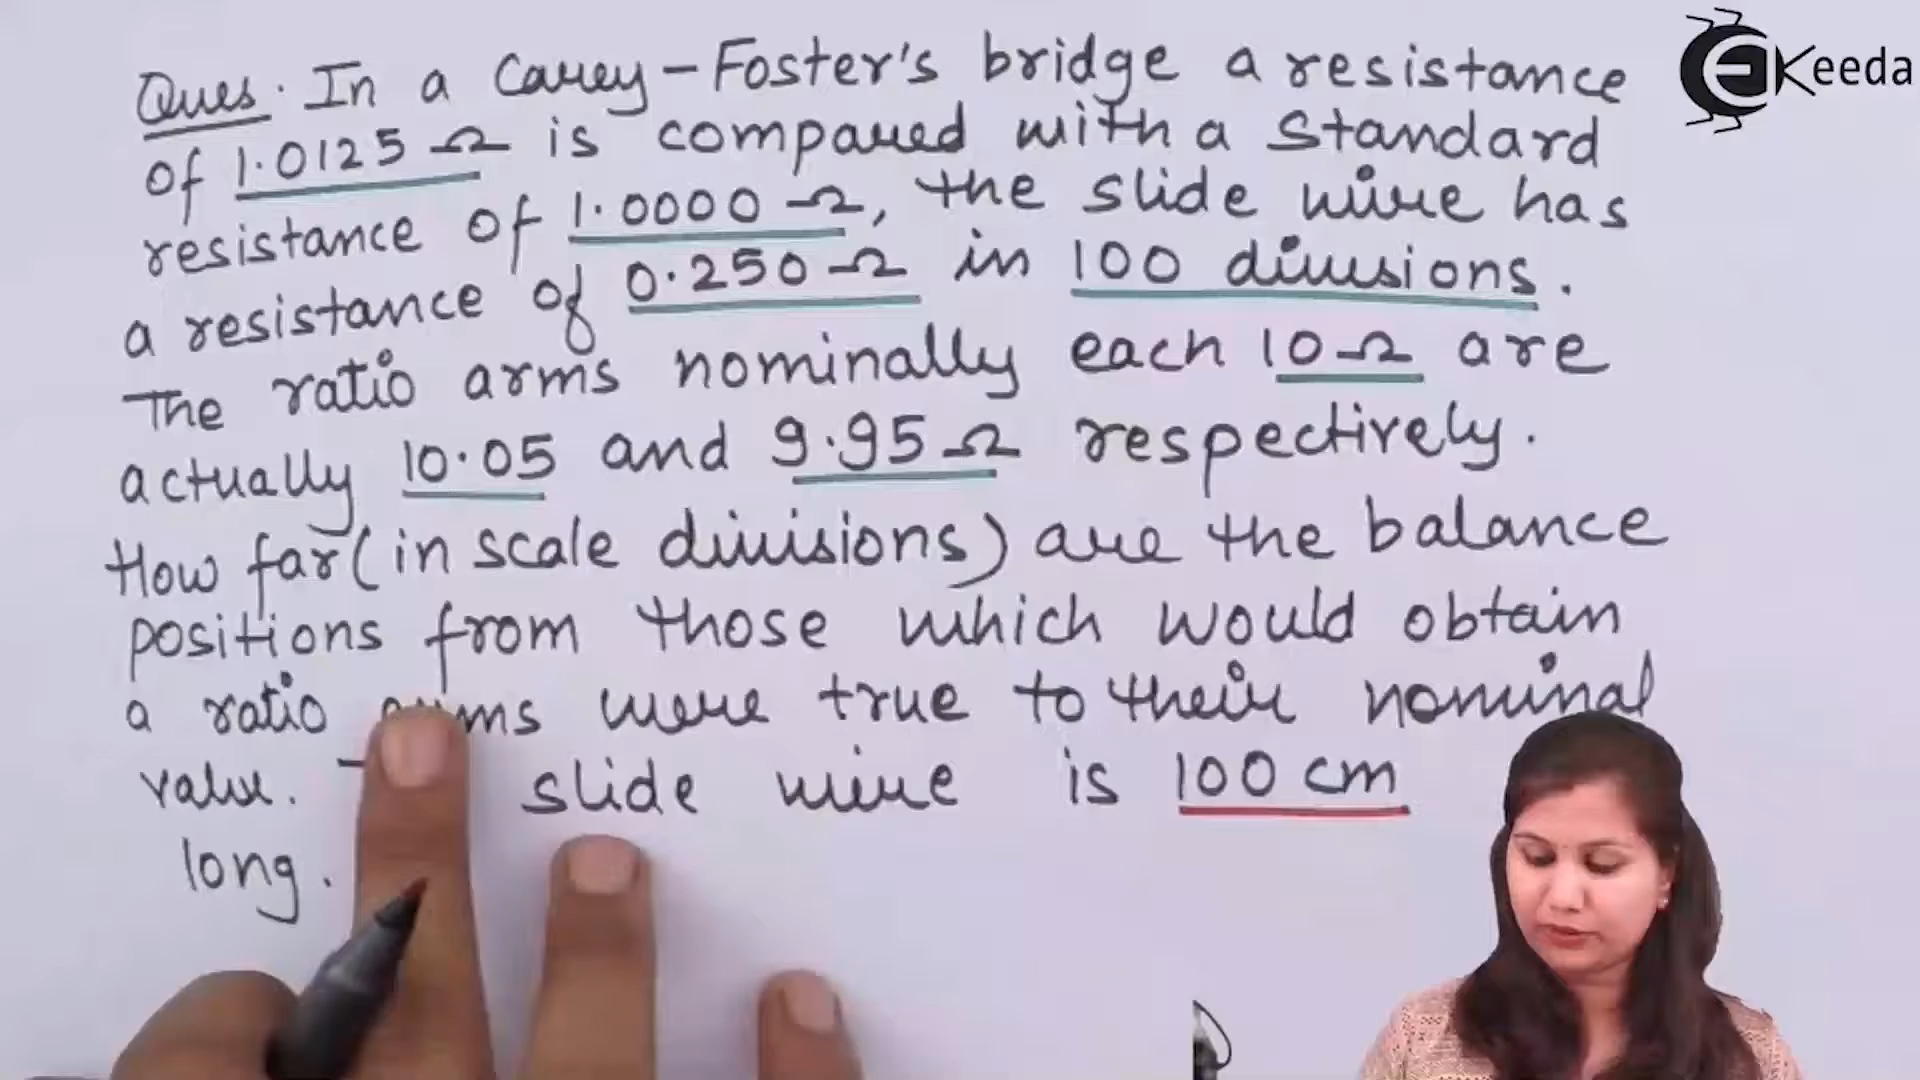 Ques. In a Carey-Foster's bridge a resistance
of 1.0125 Ω is compared with a standard
resistance of 1.0000 Ω, the slide wire has
a resistance of 0.250 Ω in 100 divisions.
The ratio arms nominally each 10 Ω are
actually 10.05 and 9.95 Ω respectively.
How far (in scale divisions) are the balance
positions from those which would obtain
a ratio arms were true to their nominal
value. slide wire is 100 cm
long.
EKeeda